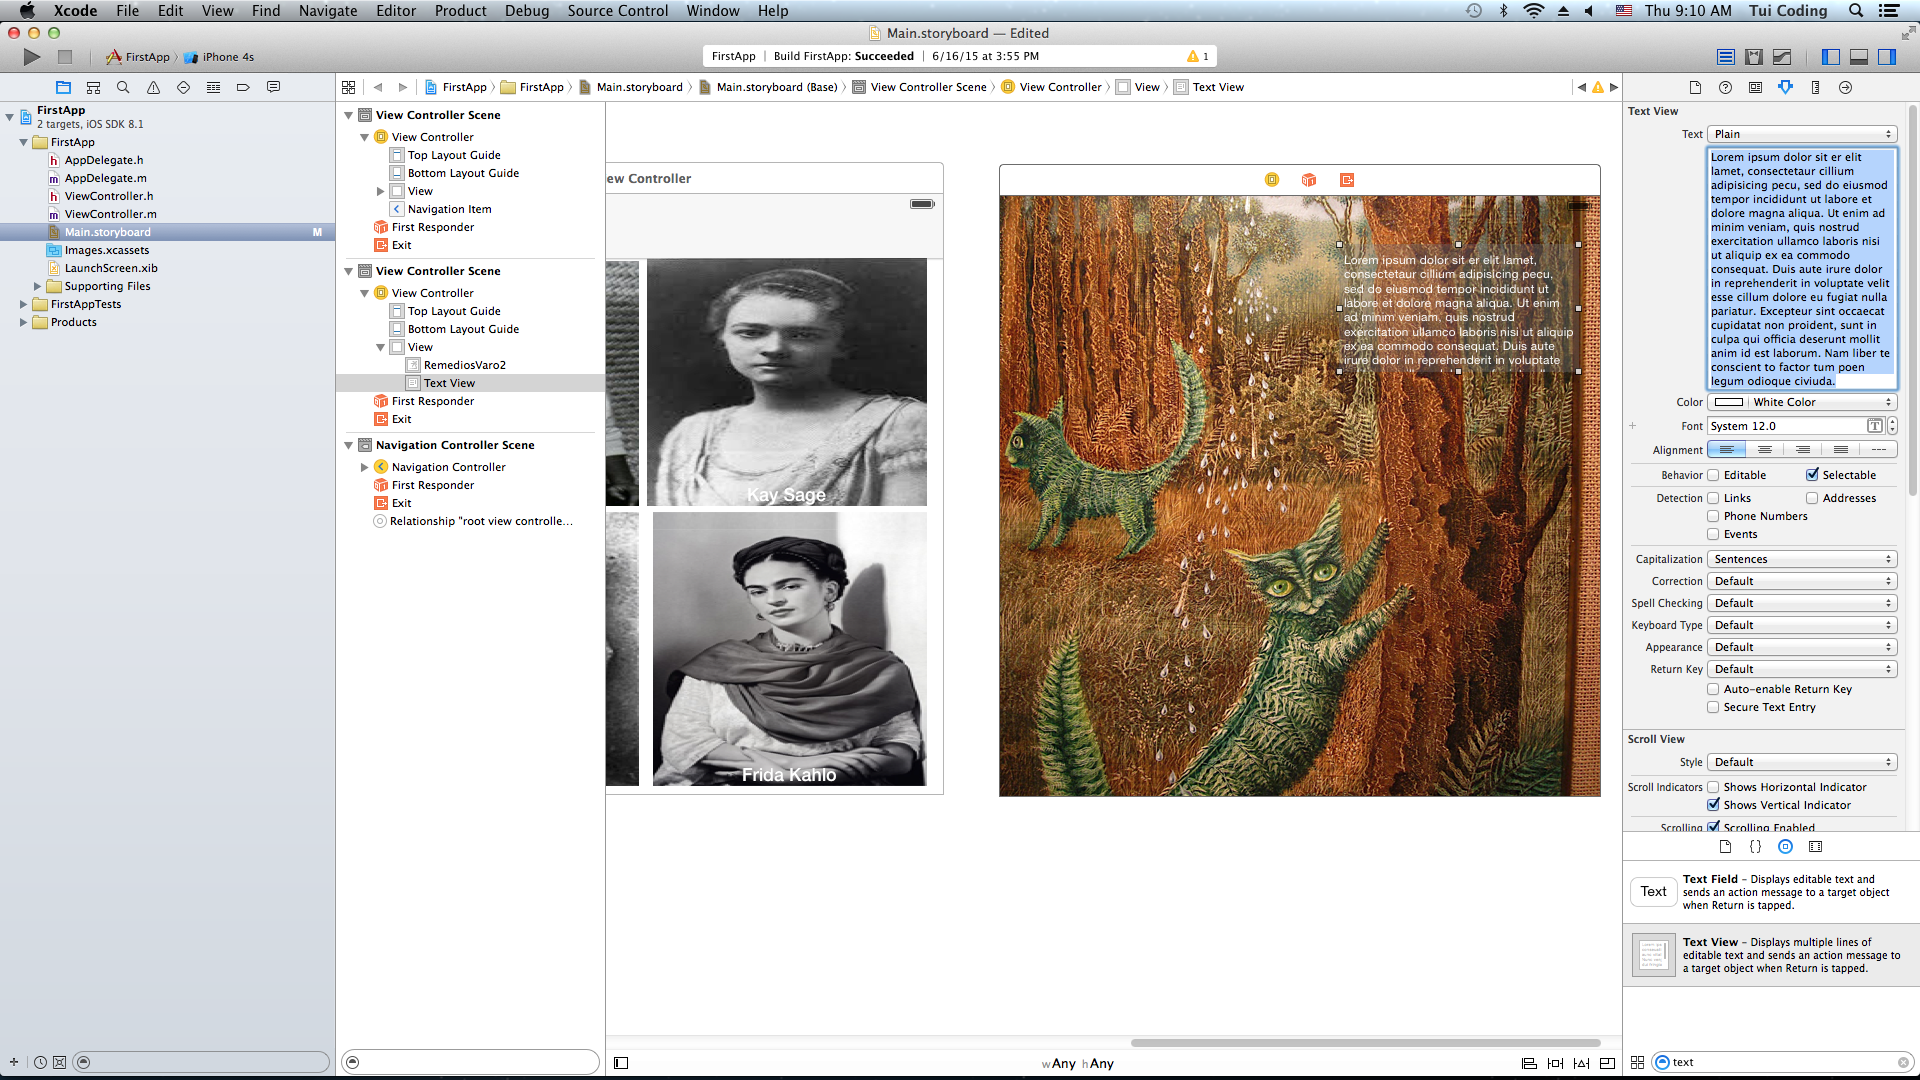 Xcode File Edit View Find Navigate Editor Product Debug Source Control Window Help Thu 9:10 AM Tui Coding
Main.storyboard — Edited
FirstApp iPhone 4s
FirstApp Build FirstApp: Succeeded 6/16/15 at 3:55 PM 1
FirstApp FirstApp Main.storyboard Main.storyboard (Base) View Controller Scene View Controller View Text View
FirstApp
2 targets, iOS SDK 8.1
FirstApp
h AppDelegate.h
m AppDelegate.m
h ViewController.h
m ViewController.m
Main.storyboard M
Images.xcassets
LaunchScreen.xib
Supporting Files
FirstAppTests
Products
View Controller Scene
View Controller
Top Layout Guide
Bottom Layout Guide
View
Navigation Item
First Responder
Exit
View Controller Scene
View Controller
Top Layout Guide
Bottom Layout Guide
View
RemediosVaro2
Text View
First Responder
Exit
Navigation Controller Scene
Navigation Controller
First Responder
Exit
Relationship "root view controlle...
ew Controller
Kay Sage
Frida Kahlo
Lorem ipsum dolor sit er elit lamet,
consectetaur cillium adipisicing pecu,
sed do eiusmod tempor incididunt ut
labore et dolore magna aliqua. Ut enim
ad minim veniam, quis nostrud
exercitation ullamco laboris nisi ut aliquip
ex ea commodo consequat. Duis aute
irure dolor in reprehenderit in voluptate
wAny hAny
Text View
Text Plain
Lorem ipsum dolor sit er elit
lamet, consectetaur cillium
adipisicing pecu, sed do eiusmod
tempor incididunt ut labore et
dolore magna aliqua. Ut enim ad
minim veniam, quis nostrud
exercitation ullamco laboris nisi
ut aliquip ex ea commodo
consequat. Duis aute irure dolor
in reprehenderit in voluptate velit
esse cillum dolore eu fugiat nulla
pariatur. Excepteur sint occaecat
cupidatat non proident, sunt in
culpa qui officia deserunt mollit
anim id est laborum. Nam liber te
conscient to factor tum poen
legum odioque civiuda.
Color White Color
Font System 12.0 T
Alignment
Behavior Editable Selectable
Detection Links Addresses
Phone Numbers
Events
Capitalization Sentences
Correction Default
Spell Checking Default
Keyboard Type Default
Appearance Default
Return Key Default
Auto-enable Return Key
Secure Text Entry
Scroll View
Style Default
Scroll Indicators Shows Horizontal Indicator
Shows Vertical Indicator
Scrolling Scrolling Enabled
Text
Text Field - Displays editable text and
sends an action message to a target object
when Return is tapped.
Text View - Displays multiple lines of
editable text and sends an action message to
a target object when Return is tapped.
text